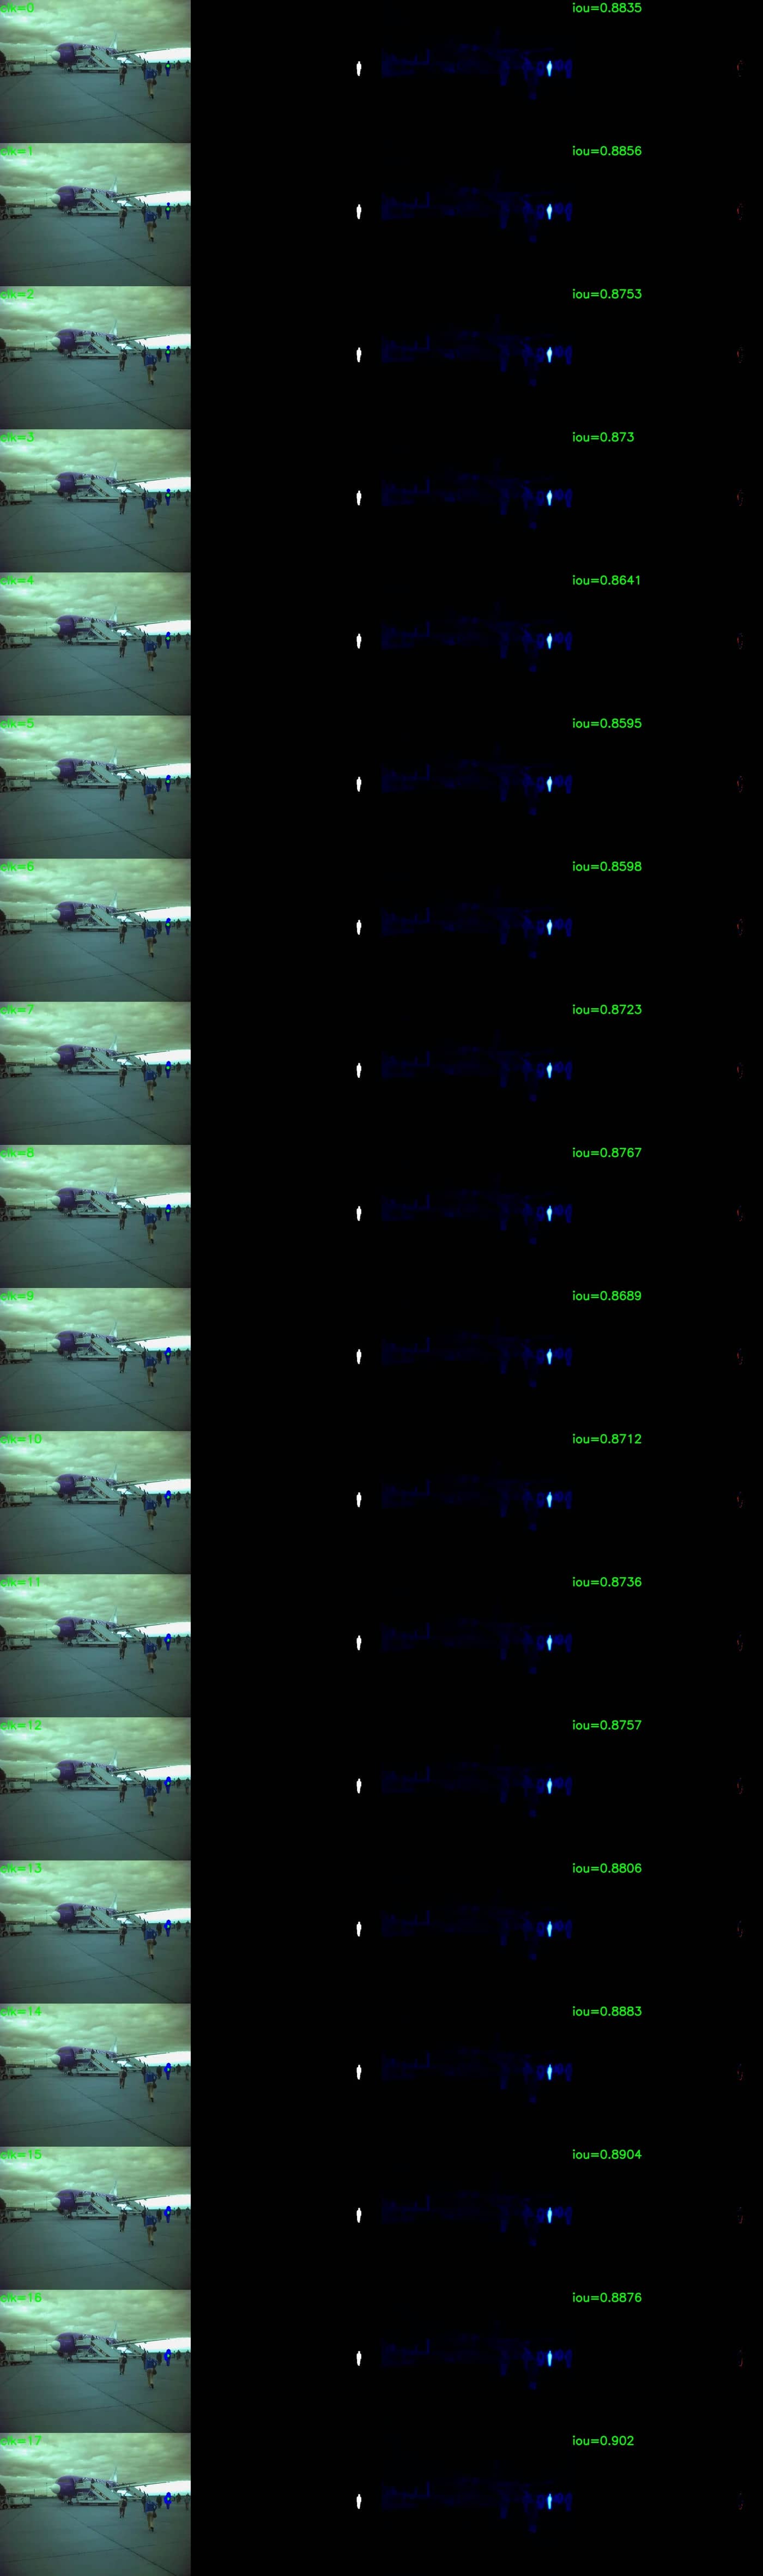 clk=0 iou=0.8835
clk=1 iou=0.8856
clk=2 iou=0.8753
clk=3 iou=0.873
clk=4 iou=0.8641
clk=5 iou=0.8595
clk=6 iou=0.8598
clk=7 iou=0.8723
clk=8 iou=0.8767
clk=9 iou=0.8689
clk=10 iou=0.8712
clk=11 iou=0.8736
clk=12 iou=0.8757
clk=13 iou=0.8806
clk=14 iou=0.8883
clk=15 iou=0.8904
clk=16 iou=0.8876
clk=17 iou=0.902